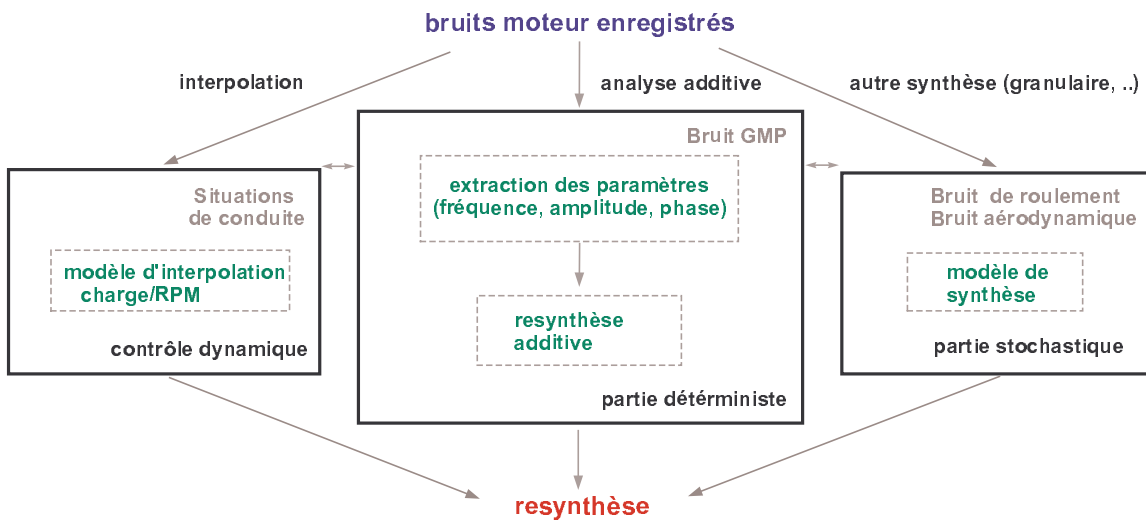 bruits moteur enregistrés
interpolation
analyse additive
autre synthèse (granulaire, ..)
Situations
de conduite
modèle d'interpolation
charge/RPM
contrôle dynamique
Bruit GMP
extraction des paramètres
(fréquence, amplitude, phase)
resynthèse
additive
partie détérministe
Bruit de roulement
Bruit aérodynamique
modèle de
synthèse
partie stochastique
resynthèse